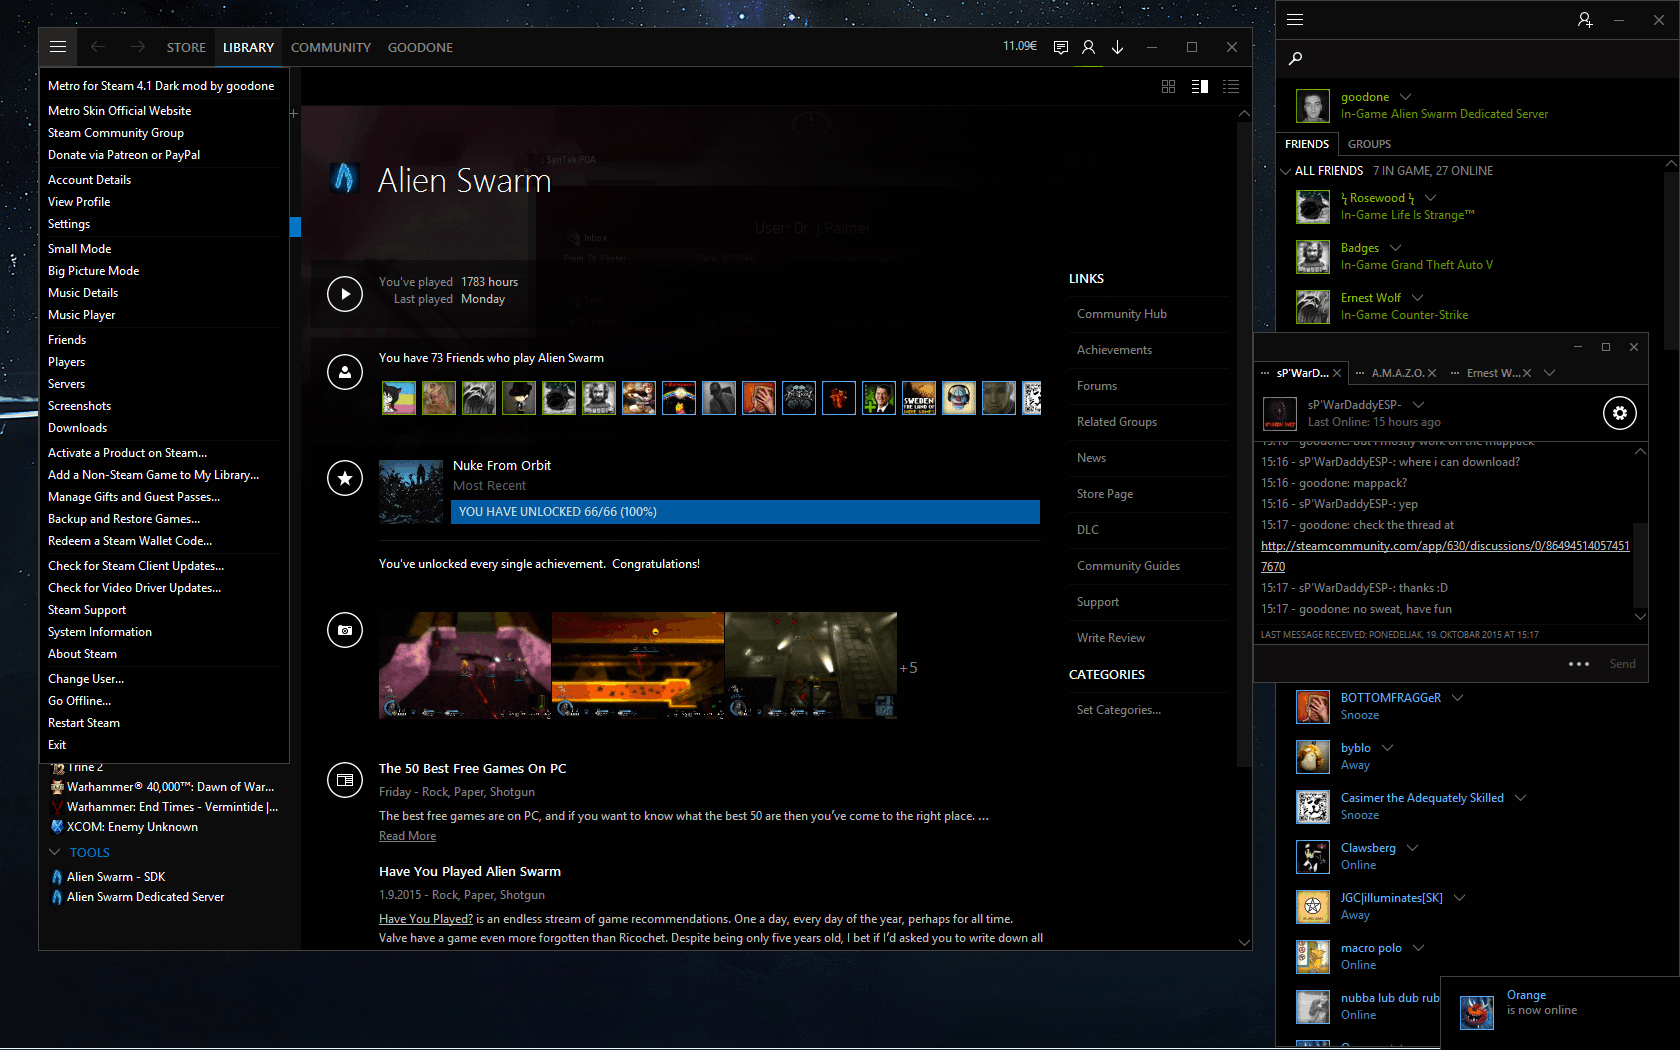 STORE LIBRARY COMMUNITY GOODONE
11.09€
Metro for Steam 4.1 Dark mod by goodone
Metro Skin Official Website
Steam Community Group
Donate via Patreon or PayPal
Account Details
View Profile
Settings
Small Mode
Big Picture Mode
Music Details
Music Player
Friends
Players
Servers
Screenshots
Downloads
Activate a Product on Steam...
Add a Non-Steam Game to My Library...
Manage Gifts and Guest Passes...
Backup and Restore Games...
Redeem a Steam Wallet Code...
Check for Steam Client Updates...
Check for Video Driver Updates...
Steam Support
System Information
About Steam
Change User...
Go Offline...
Restart Steam
Exit
Trine 2
Warhammer® 40,000™: Dawn of War...
Warhammer: End Times - Vermintide |...
XCOM: Enemy Unknown
TOOLS
Alien Swarm - SDK
Alien Swarm Dedicated Server
: SynTek PDA
Alien Swarm
User: Dr. J.Palmer
Inbox
You've played 1783 hours
Last played Monday
You have 73 Friends who play Alien Swarm
SWEDEN
Nuke From Orbit
Most Recent
YOU HAVE UNLOCKED 66/66 (100%)
You've unlocked every single achievement.  Congratulations!
+5
The 50 Best Free Games On PC
Friday - Rock, Paper, Shotgun
The best free games are on PC, and if you want to know what the best 50 are then you've come to the right place. ...
Read More
Have You Played Alien Swarm
1.9.2015 - Rock, Paper, Shotgun
Have You Played? is an endless stream of game recommendations. One a day, every day of the year, perhaps for all time.
Valve have a game even more forgotten than Ricochet. Despite being only five years old, I bet if I'd asked you to write down all
LINKS
Community Hub
Achievements
Forums
Related Groups
News
Store Page
DLC
Community Guides
Support
Write Review
CATEGORIES
Set Categories...
goodone
In-Game Alien Swarm Dedicated Server
FRIENDS GROUPS
ALL FRIENDS 7 IN GAME, 27 ONLINE
ϟ Rosewood ϟ
In-Game Life Is Strange™
Badges
In-Game Grand Theft Auto V
Ernest Wolf
In-Game Counter-Strike
sP'WarD... A.M.A.Z.O. Ernest W...
sP'WarDaddyESP-
Last Online: 15 hours ago
15:16 - goodone: but i mostly work on the mappack
15:16 - sP'WarDaddyESP-: where i can download?
15:16 - goodone: mappack?
15:16 - sP'WarDaddyESP-: yep
15:17 - goodone: check the thread at
http://steamcommunity.com/app/630/discussions/0/86494514057451
7670
15:17 - sP'WarDaddyESP-: thanks :D
15:17 - goodone: no sweat, have fun
LAST MESSAGE RECEIVED: PONEDELJAK, 19. OKTOBAR 2015 AT 15:17
Send
BOTTOMFRAGGeR
Snooze
byblo
Away
Casimer the Adequately Skilled
Snooze
Clawsberg
Online
JGC|illuminates[SK]
Away
macro polo
Online
nubba lub dub rub
Online
Orange
is now online